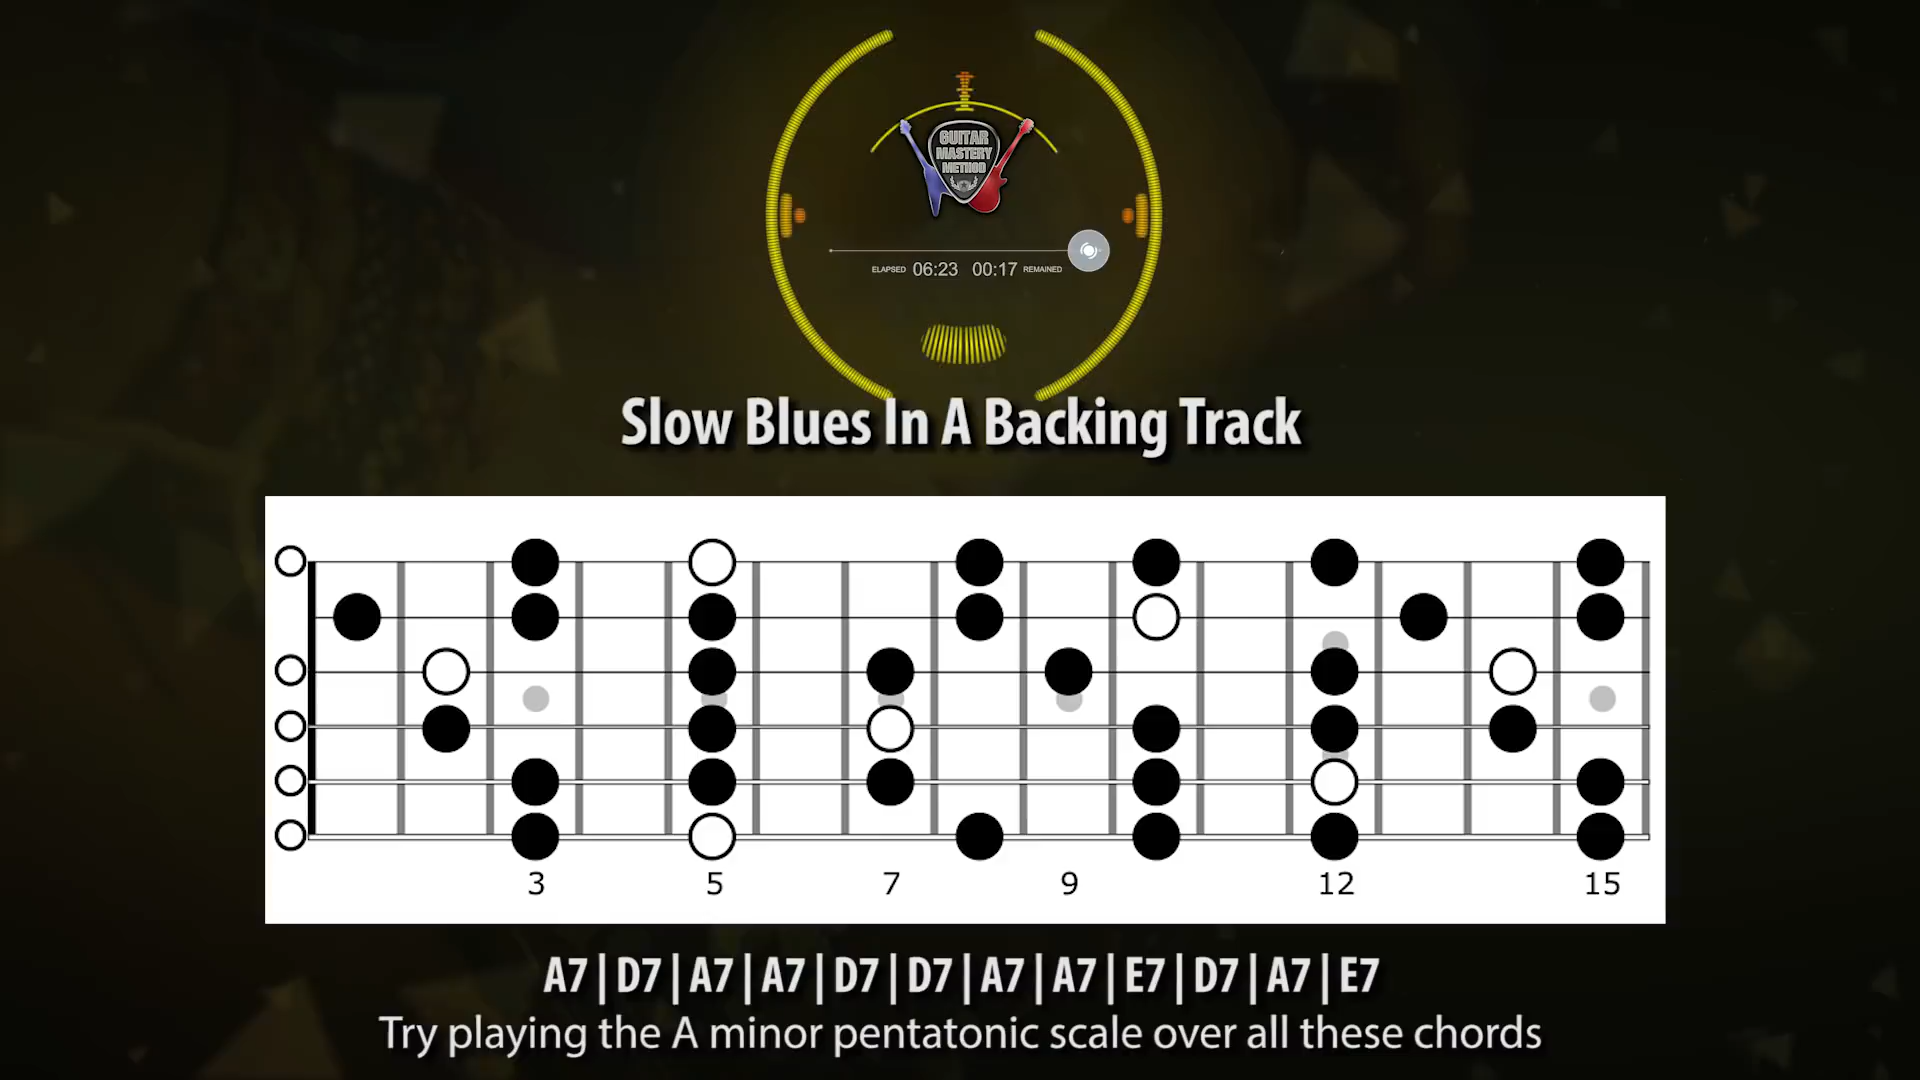 GUITAR
MASTERY
METHOD
ELAPSED 06:23 00:17 REMAINED
Slow Blues In A Backing Track
3 5 7 9 12 15
A7 | D7 | A7 | A7 | D7 | D7 | A7 | A7 | E7 | D7 | A7 | E7
Try playing the A minor pentatonic scale over all these chords